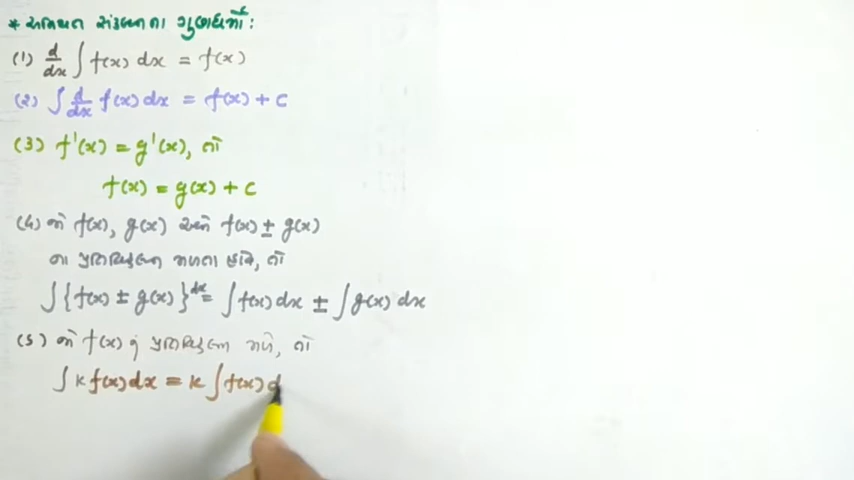 * અનિયત સંકલનના ગુણધર્મો:
(1) d/dx ∫ f(x) dx = f(x)
(2) ∫ d/dx f(x) dx = f(x) + c
(3) f'(x) = g'(x), તો
f(x) = g(x) + c
(4) જો f(x), g(x) અને f(x) ± g(x)
ના પ્રતિવિકલન મળતા હોય, તો
∫ {f(x) ± g(x)} dx = ∫ f(x) dx ± ∫ g(x) dx
(5) જો f(x) નું પ્રતિવિકલન મળે, તો
∫ k f(x) dx = k ∫ f(x) d